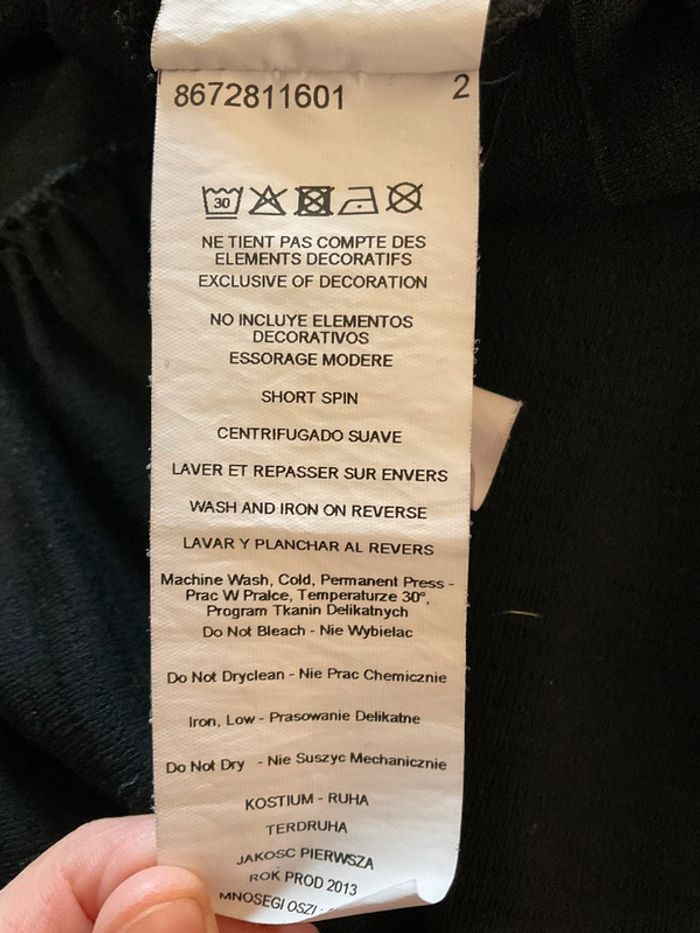 8672811601 2
30
NE TIENT PAS COMPTE DES
ELEMENTS DECORATIFS
EXCLUSIVE OF DECORATION
NO INCLUYE ELEMENTOS
DECORATIVOS
ESSORAGE MODERE
SHORT SPIN
CENTRIFUGADO SUAVE
LAVER ET REPASSER SUR ENVERS
WASH AND IRON ON REVERSE
LAVAR Y PLANCHAR AL REVERS
Machine Wash, Cold, Permanent Press -
Prac W Pralce, Temperaturze 30°,
Program Tkanin Delikatnych
Do Not Bleach - Nie Wybielac
Do Not Dryclean - Nie Prac Chemicznie
Iron, Low - Prasowanie Delikatne
Do Not Dry - Nie Suszyc Mechanicznie
KOSTIUM - RUHA
TERDRUHA
JAKOSC PIERWSZA
ROK PROD 2013
MNOSEGI